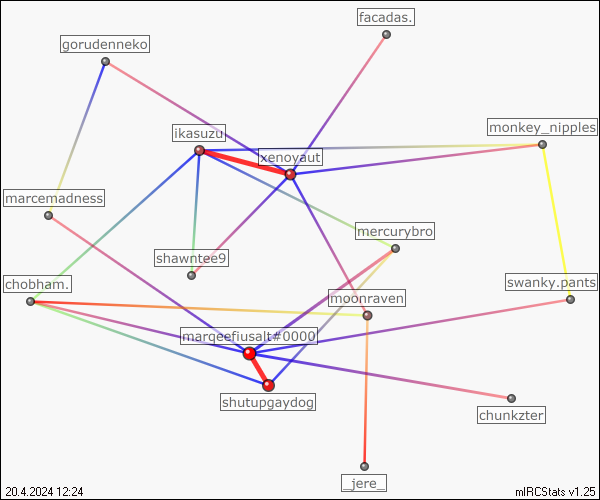 facadas.
gorudenneko
monkey_nipples
ikasuzu
xenoyaut
marcemadness
mercurybro
shawntee9
chobham.
swanky.pants
moonraven
marqeefiusalt#0000
shutupgaydog
chunkzter
_jere_
20.4.2024 12:24
mIRCStats v1.25